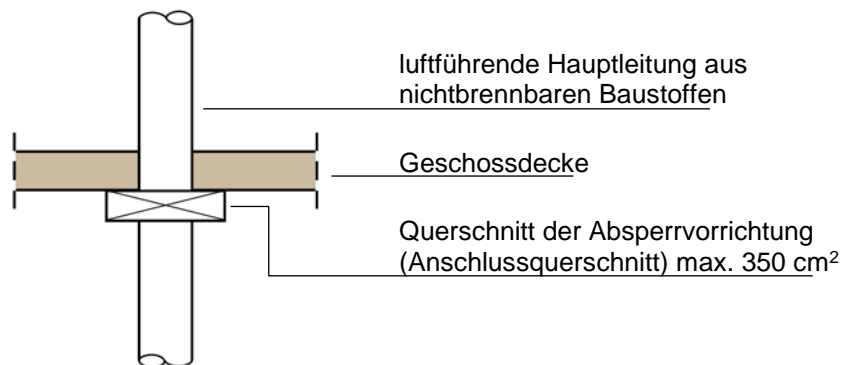 luftführende Hauptleitung aus
nichtbrennbaren Baustoffen
Geschossdecke
Querschnitt der Absperrvorrichtung
(Anschlussquerschnitt) max. 350 cm²